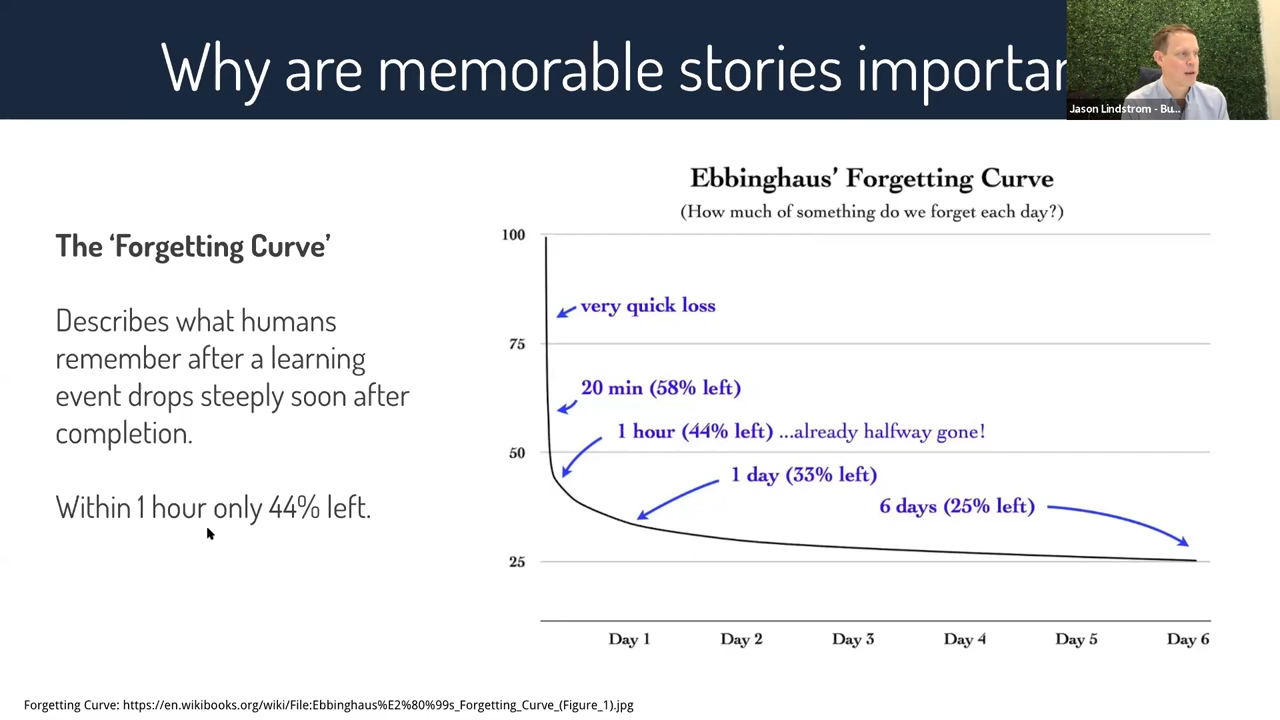 Why are memorable stories importan
Jason Lindstrom - Bu...
The ‘Forgetting Curve’
Describes what humans
remember after a learning
event drops steeply soon after
completion.
Within 1 hour only 44% left.
Ebbinghaus’ Forgetting Curve
(How much of something do we forget each day?)
100
very quick loss
75
20 min (58% left)
1 hour (44% left) ...already halfway gone!
50
1 day (33% left)
6 days (25% left)
25
Day 1 Day 2 Day 3 Day 4 Day 5 Day 6
Forgetting Curve: https://en.wikibooks.org/wiki/File:Ebbinghaus%E2%80%99s_Forgetting_Curve_(Figure_1).jpg